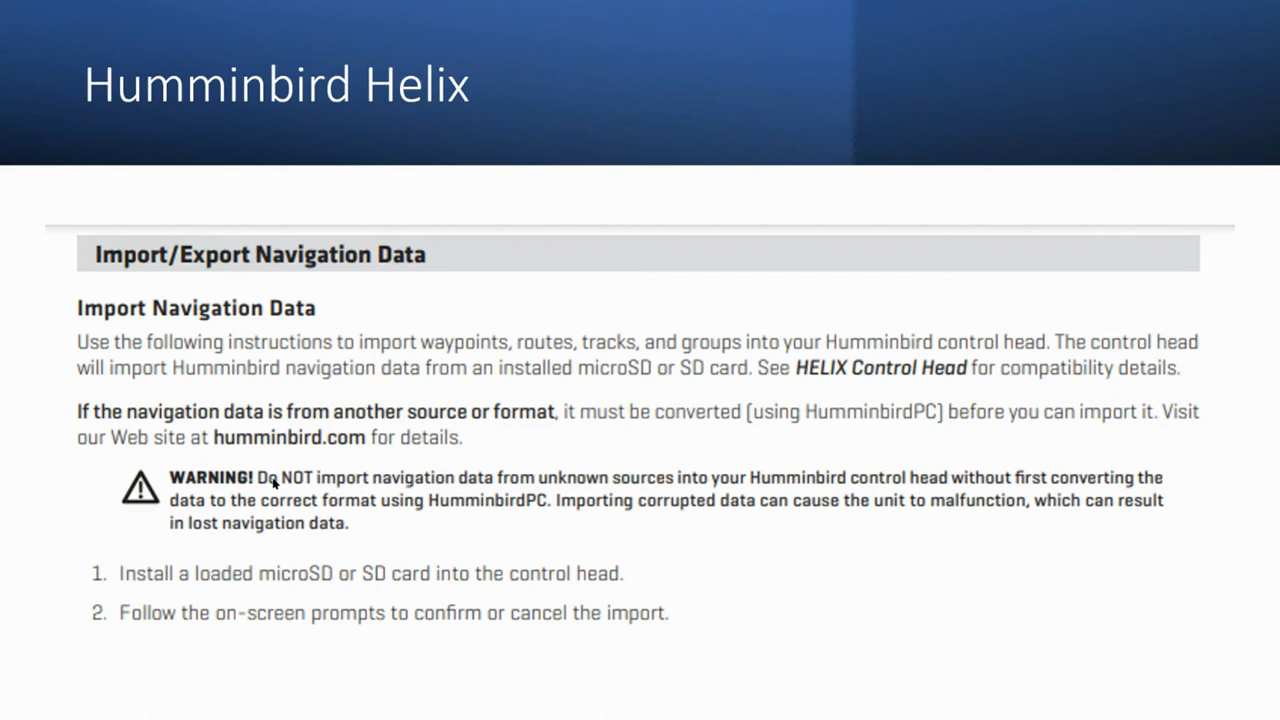 Humminbird Helix
Import/Export Navigation Data
Import Navigation Data
Use the following instructions to import waypoints, routes, tracks, and groups into your Humminbird control head. The control head
will import Humminbird navigation data from an installed microSD or SD card. See HELIX Control Head for compatibility details.
If the navigation data is from another source or format, it must be converted (using HumminbirdPC) before you can import it. Visit
our Web site at humminbird.com for details.
WARNING! Do NOT import navigation data from unknown sources into your Humminbird control head without first converting the
data to the correct format using HumminbirdPC. Importing corrupted data can cause the unit to malfunction, which can result
in lost navigation data.
1. Install a loaded microSD or SD card into the control head.
2. Follow the on-screen prompts to confirm or cancel the import.